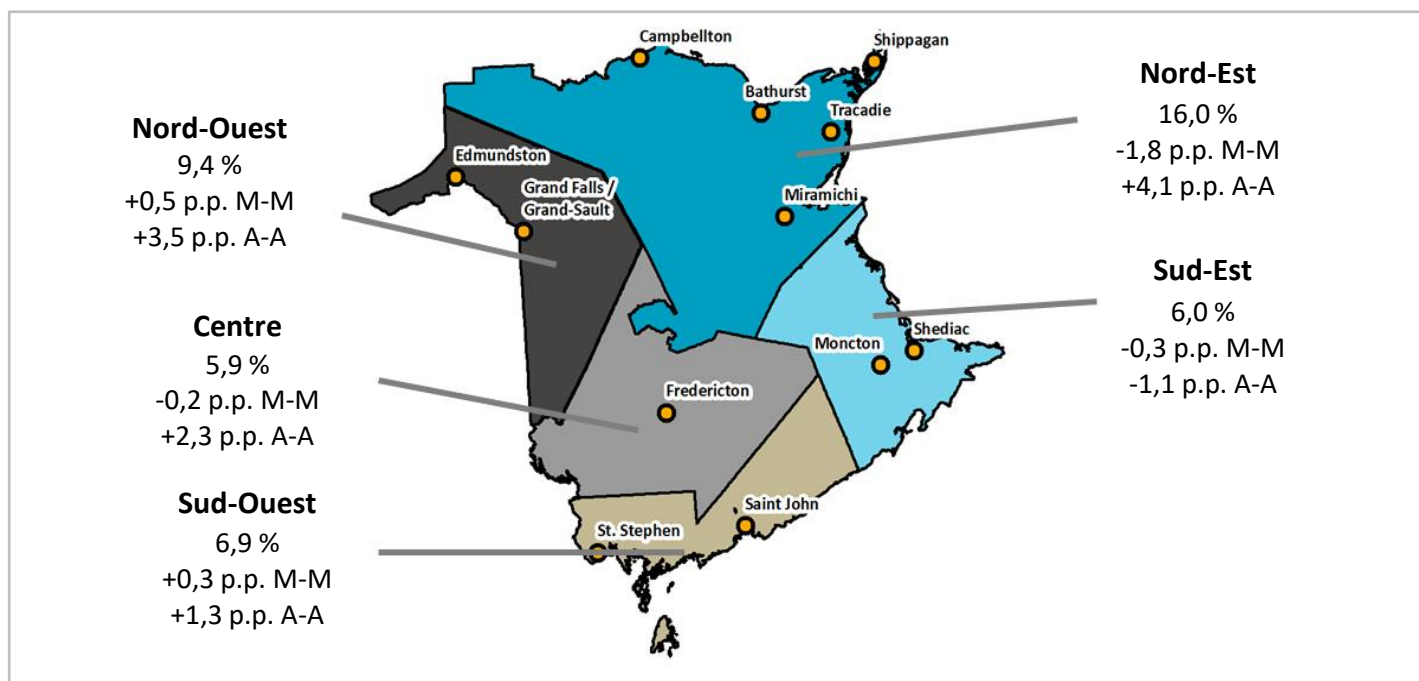 Nord-Ouest
9,4 %
+0,5 p.p. M-M
+3,5 p.p. A-A
Centre
5,9 %
-0,2 p.p. M-M
+2,3 p.p. A-A
Sud-Ouest
6,9 %
+0,3 p.p. M-M
+1,3 p.p. A-A
Campbellton
Shippagan
Bathurst
Tracadie
Edmundston
Grand Falls /
Grand-Sault
Miramichi
Moncton
Shediac
Fredericton
Saint John
St. Stephen
Nord-Est
16,0 %
-1,8 p.p. M-M
+4,1 p.p. A-A
Sud-Est
6,0 %
-0,3 p.p. M-M
-1,1 p.p. A-A